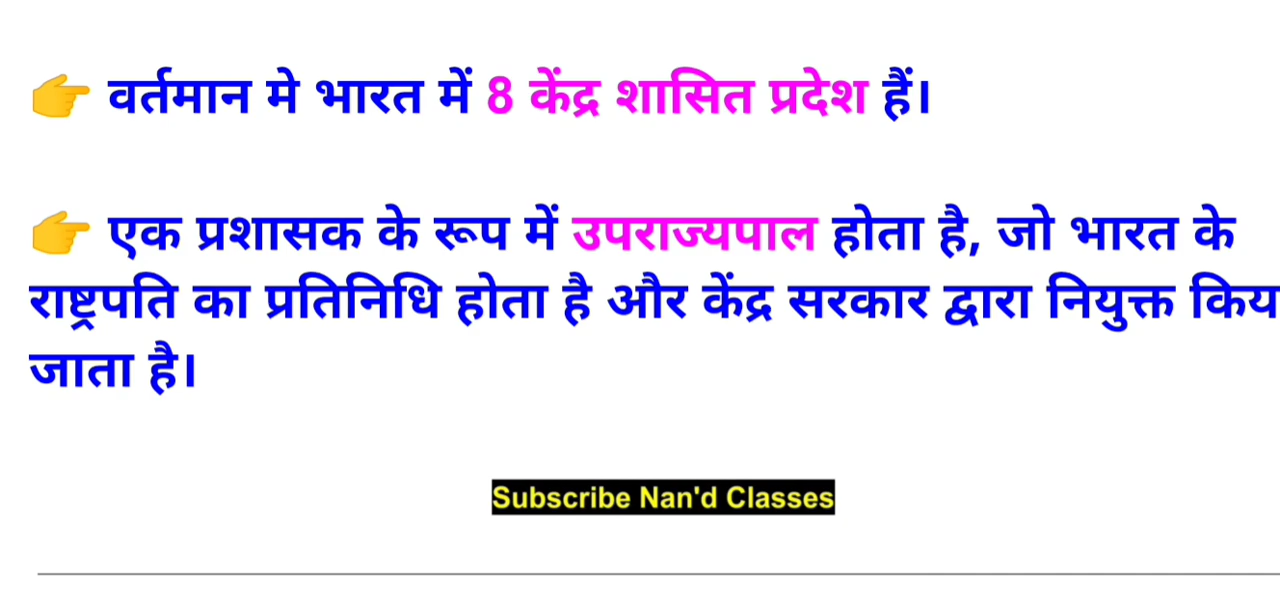 👉 वर्तमान मे भारत में 8 केंद्र शासित प्रदेश हैं।
👉 एक प्रशासक के रूप में उपराज्यपाल होता है, जो भारत के
राष्ट्रपति का प्रतिनिधि होता है और केंद्र सरकार द्वारा नियुक्त किय
जाता है।
Subscribe Nan'd Classes